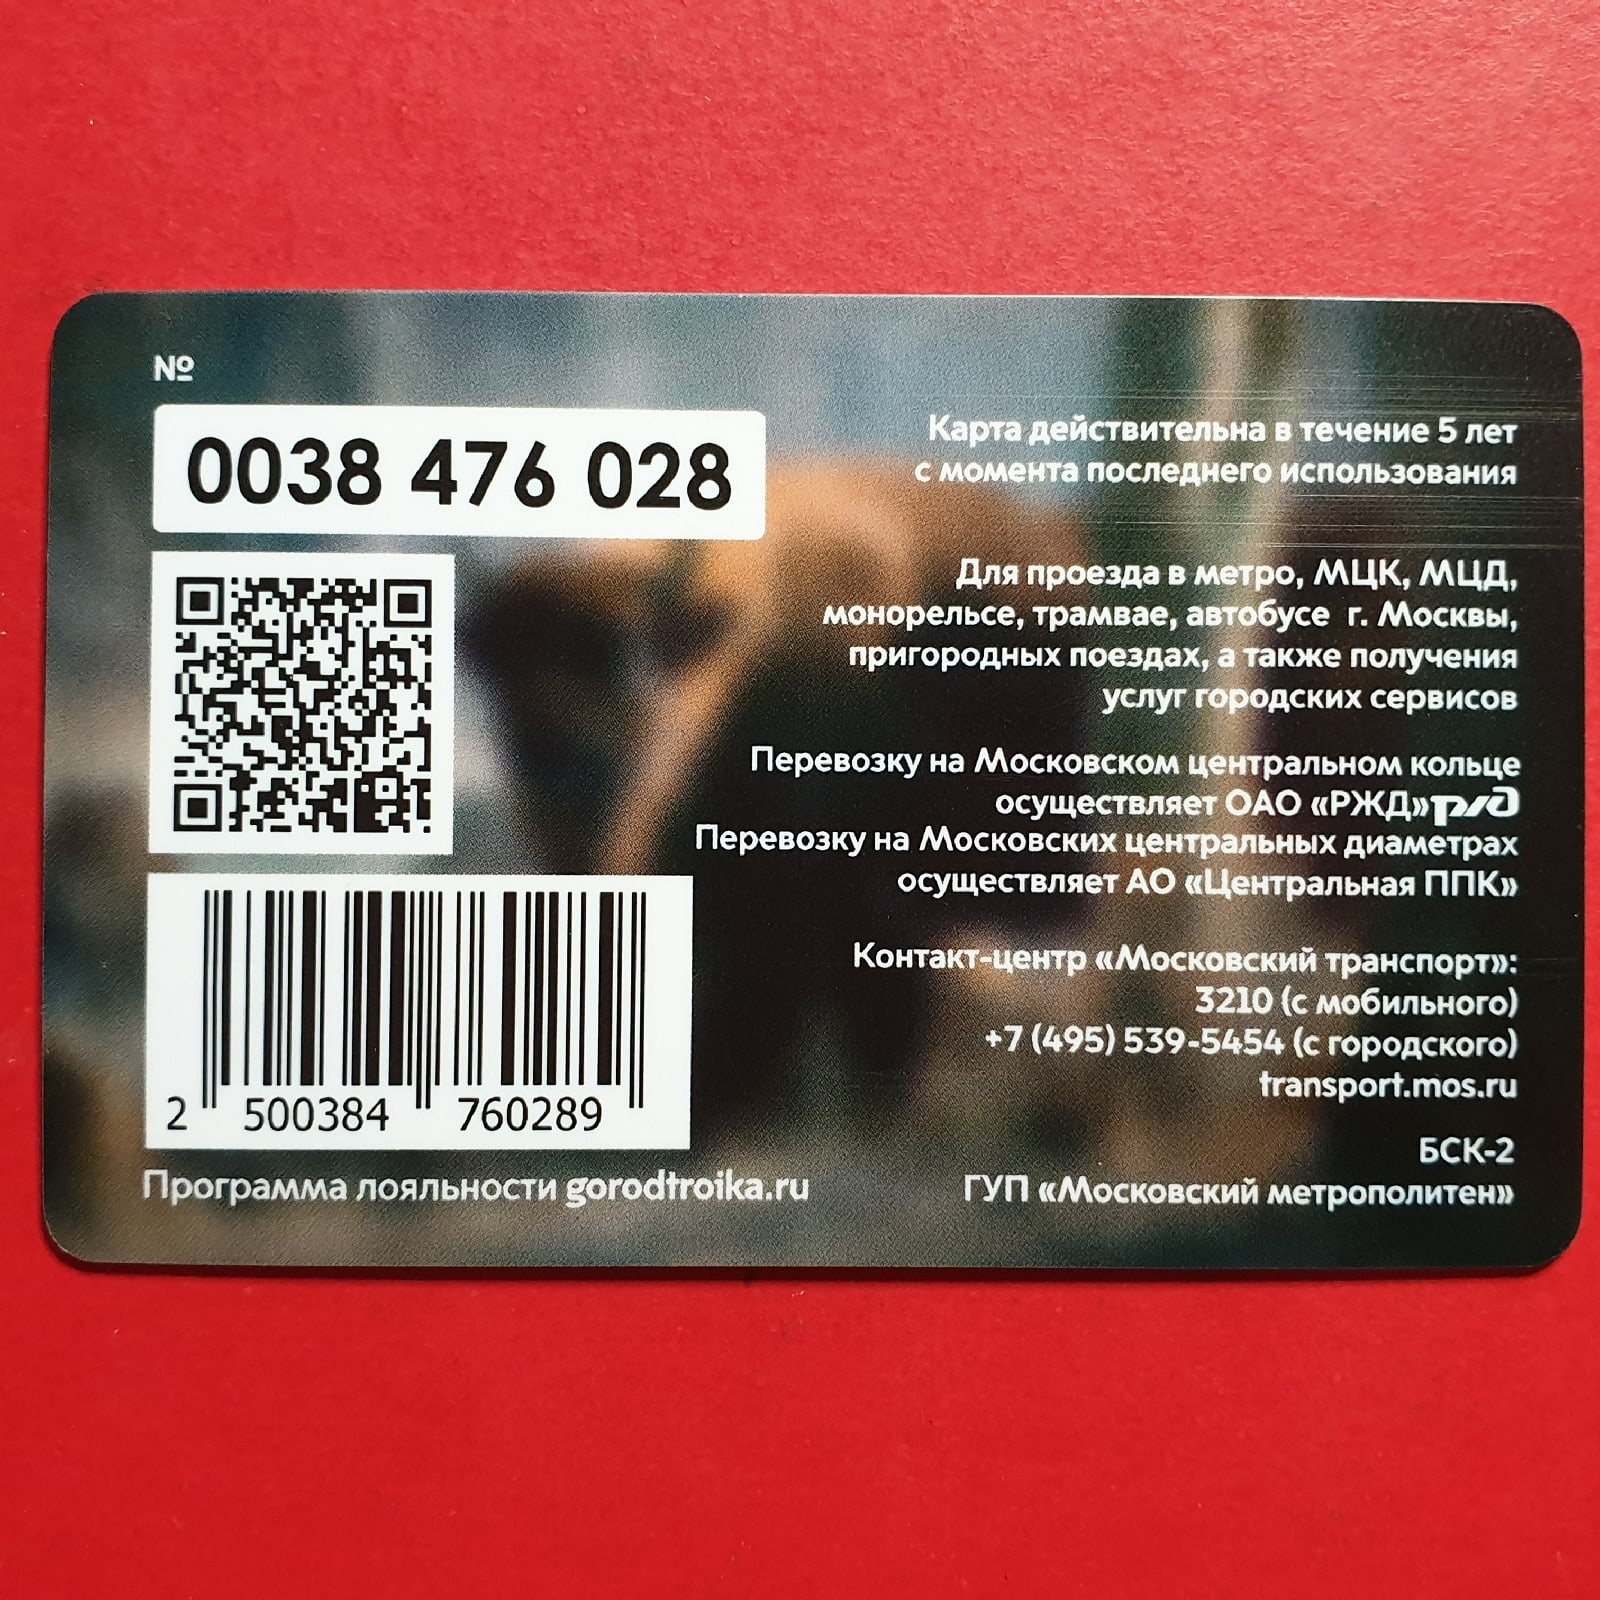 №
0038 476 028
Карта действительна в течение 5 лет
с момента последнего использования
Для проезда в метро, МЦК, МЦД,
монорельсе, трамвае, автобусе г. Москвы,
пригородных поездах, а также получения
услуг городских сервисов
Перевозку на Московском центральном кольце
осуществляет ОАО «РЖД» РЖД
Перевозку на Московских центральных диаметрах
осуществляет АО «Центральная ППК»
Контакт-центр «Московский транспорт»:
3210 (с мобильного)
+7 (495) 539-5454 (с городского)
transport.mos.ru
БСК-2
ГУП «Московский метрополитен»
2 500384 760289
Программа лояльности gorodtroika.ru